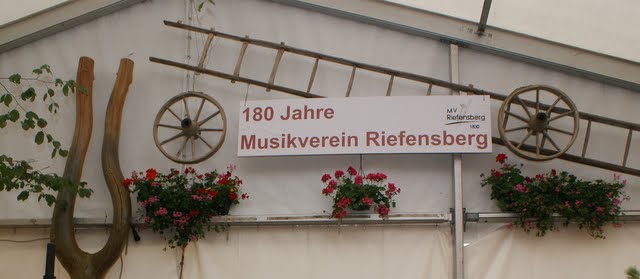 180 Jahre
Musikverein Riefensberg
MV
Riefensberg